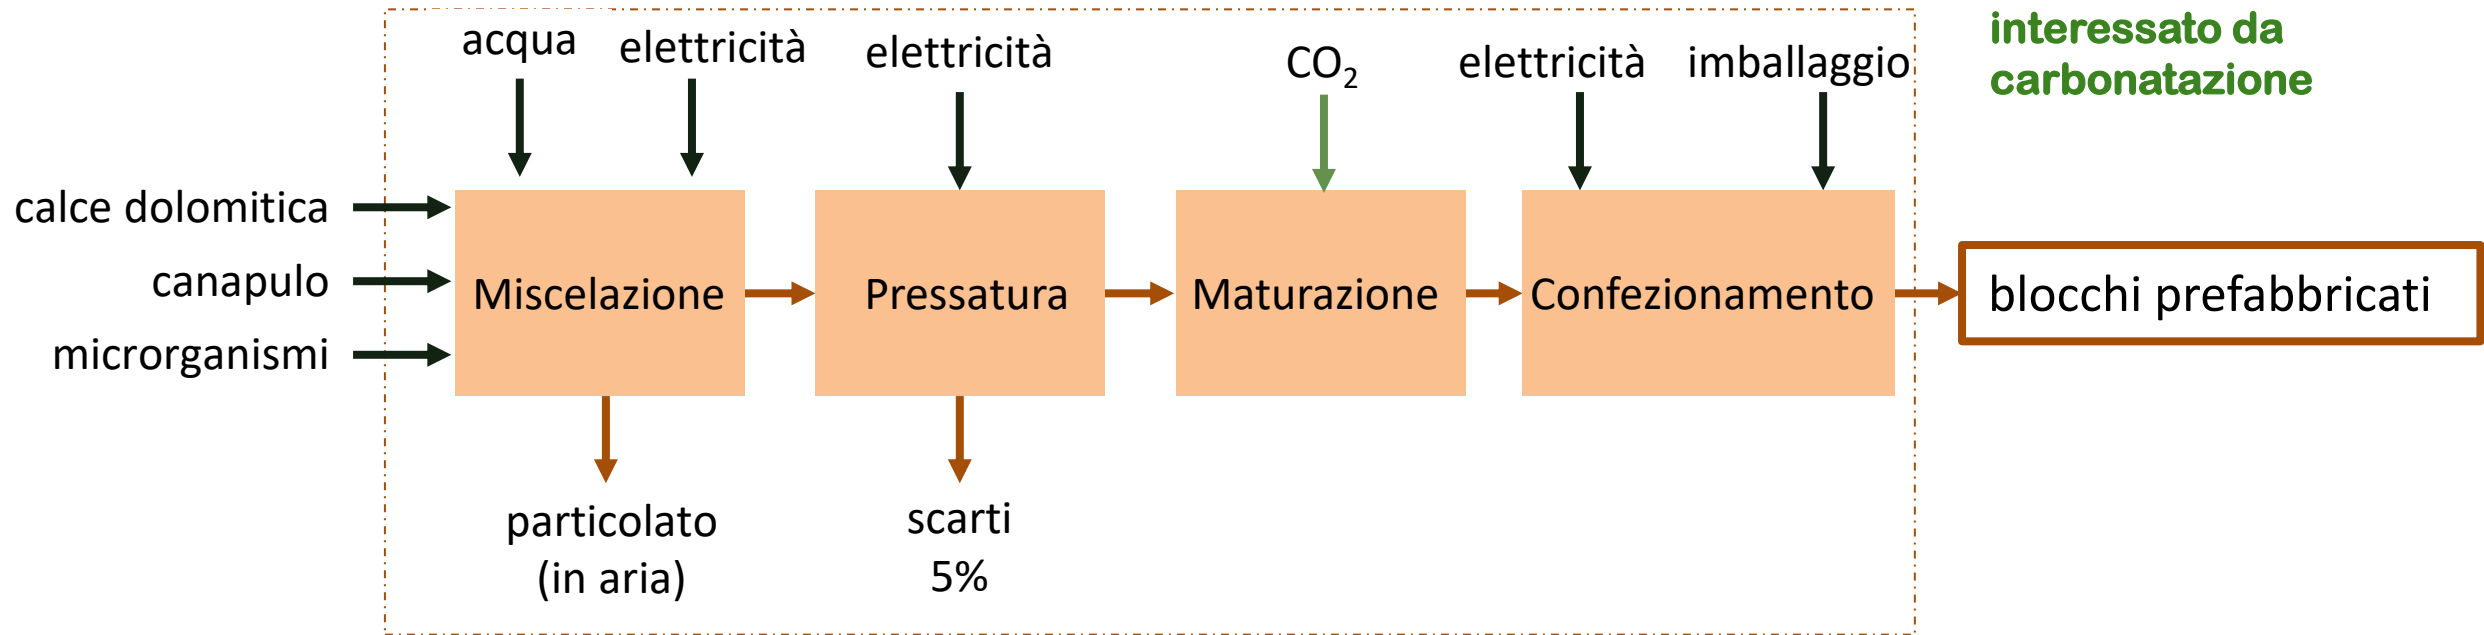 acqua
elettricità
elettricità
CO₂
elettricità
imballaggio
interessato da
carbonatazione
calce dolomitica
canapulo
microrganismi
Miscelazione
Pressatura
Maturazione
Confezionamento
blocchi prefabbricati
particolato
(in aria)
scarti
5%